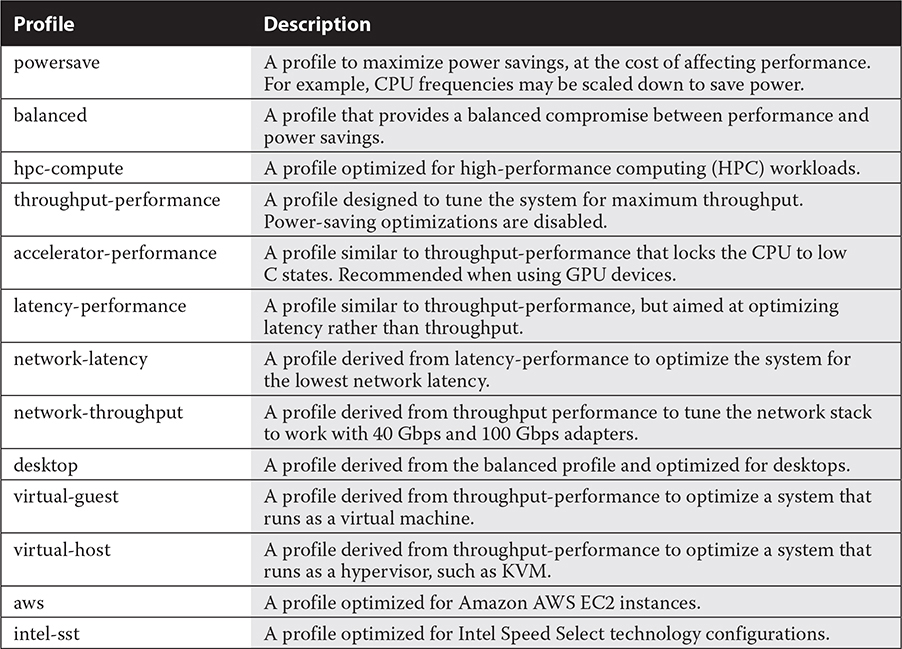 Profile Description
powersave A profile to maximize power savings, at the cost of affecting performance.
For example, CPU frequencies may be scaled down to save power.
balanced A profile that provides a balanced compromise between performance and
power savings.
hpc-compute A profile optimized for high-performance computing (HPC) workloads.
throughput-performance A profile designed to tune the system for maximum throughput.
Power-saving optimizations are disabled.
accelerator-performance A profile similar to throughput-performance that locks the CPU to low
C states. Recommended when using GPU devices.
latency-performance A profile similar to throughput-performance, but aimed at optimizing
latency rather than throughput.
network-latency A profile derived from latency-performance to optimize the system for
the lowest network latency.
network-throughput A profile derived from throughput performance to tune the network stack
to work with 40 Gbps and 100 Gbps adapters.
desktop A profile derived from the balanced profile and optimized for desktops.
virtual-guest A profile derived from throughput-performance to optimize a system that
runs as a virtual machine.
virtual-host A profile derived from throughput-performance to optimize a system that
runs as a hypervisor, such as KVM.
aws A profile optimized for Amazon AWS EC2 instances.
intel-sst A profile optimized for Intel Speed Select technology configurations.